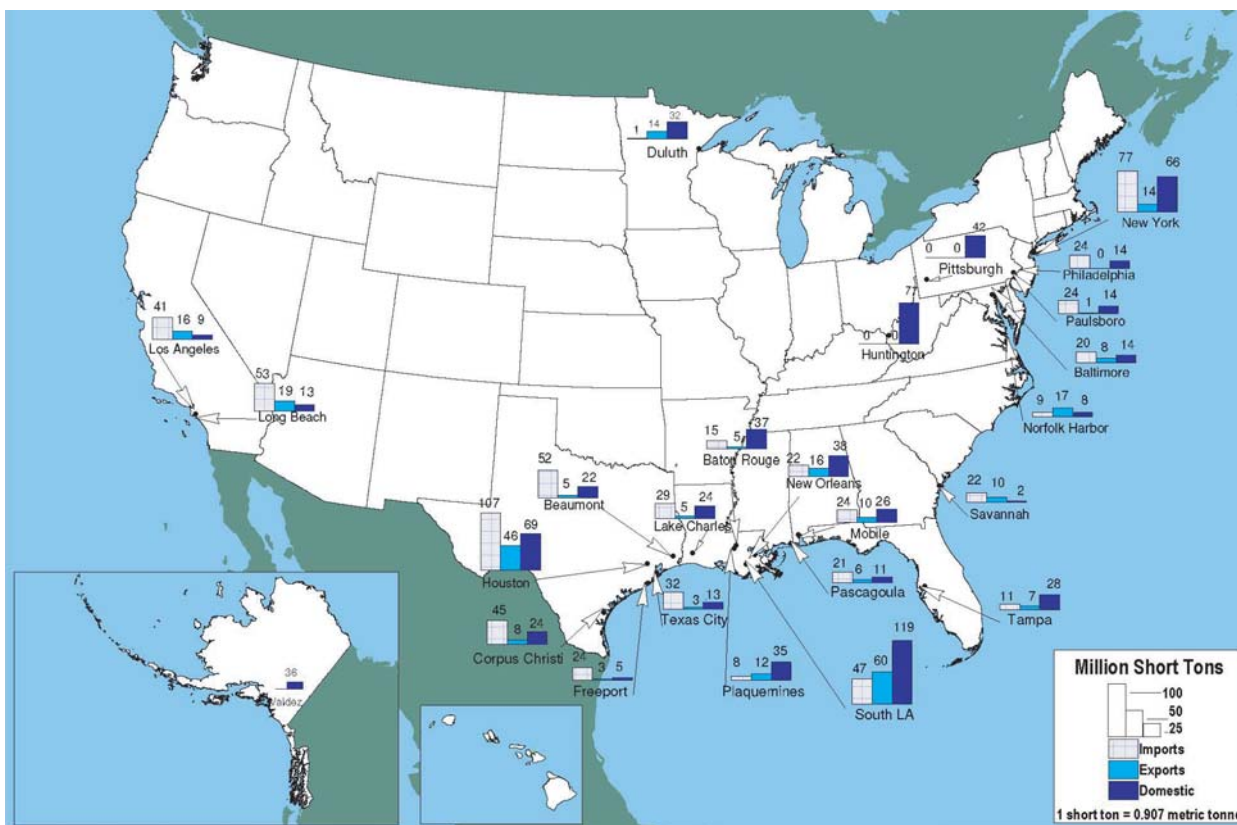 1 14 32
Duluth
77 14 66
New York
0 0 42
Pittsburgh
24 0 14
Philadelphia
24 1 14
Paulsboro
0 0 77
Huntington
20 8 14
Baltimore
9 17 8
Norfolk Harbor
41 16 9
Los Angeles
53 19 13
Long Beach
15 5 37
Baton Rouge
22 16 38
New Orleans
52 5 22
Beaumont
29 5 24
Lake Charles
24 10 26
Mobile
22 10 2
Savannah
107 46 69
Houston
32 3 13
Texas City
21 6 11
Pascagoula
11 7 28
Tampa
45 8 24
Corpus Christi
24 3 5
Freeport
8 12 35
Plaquemines
47 60 119
South LA
36
Valdez
Million Short Tons
100
50
25
Imports
Exports
Domestic
1 short ton = 0.907 metric tonne